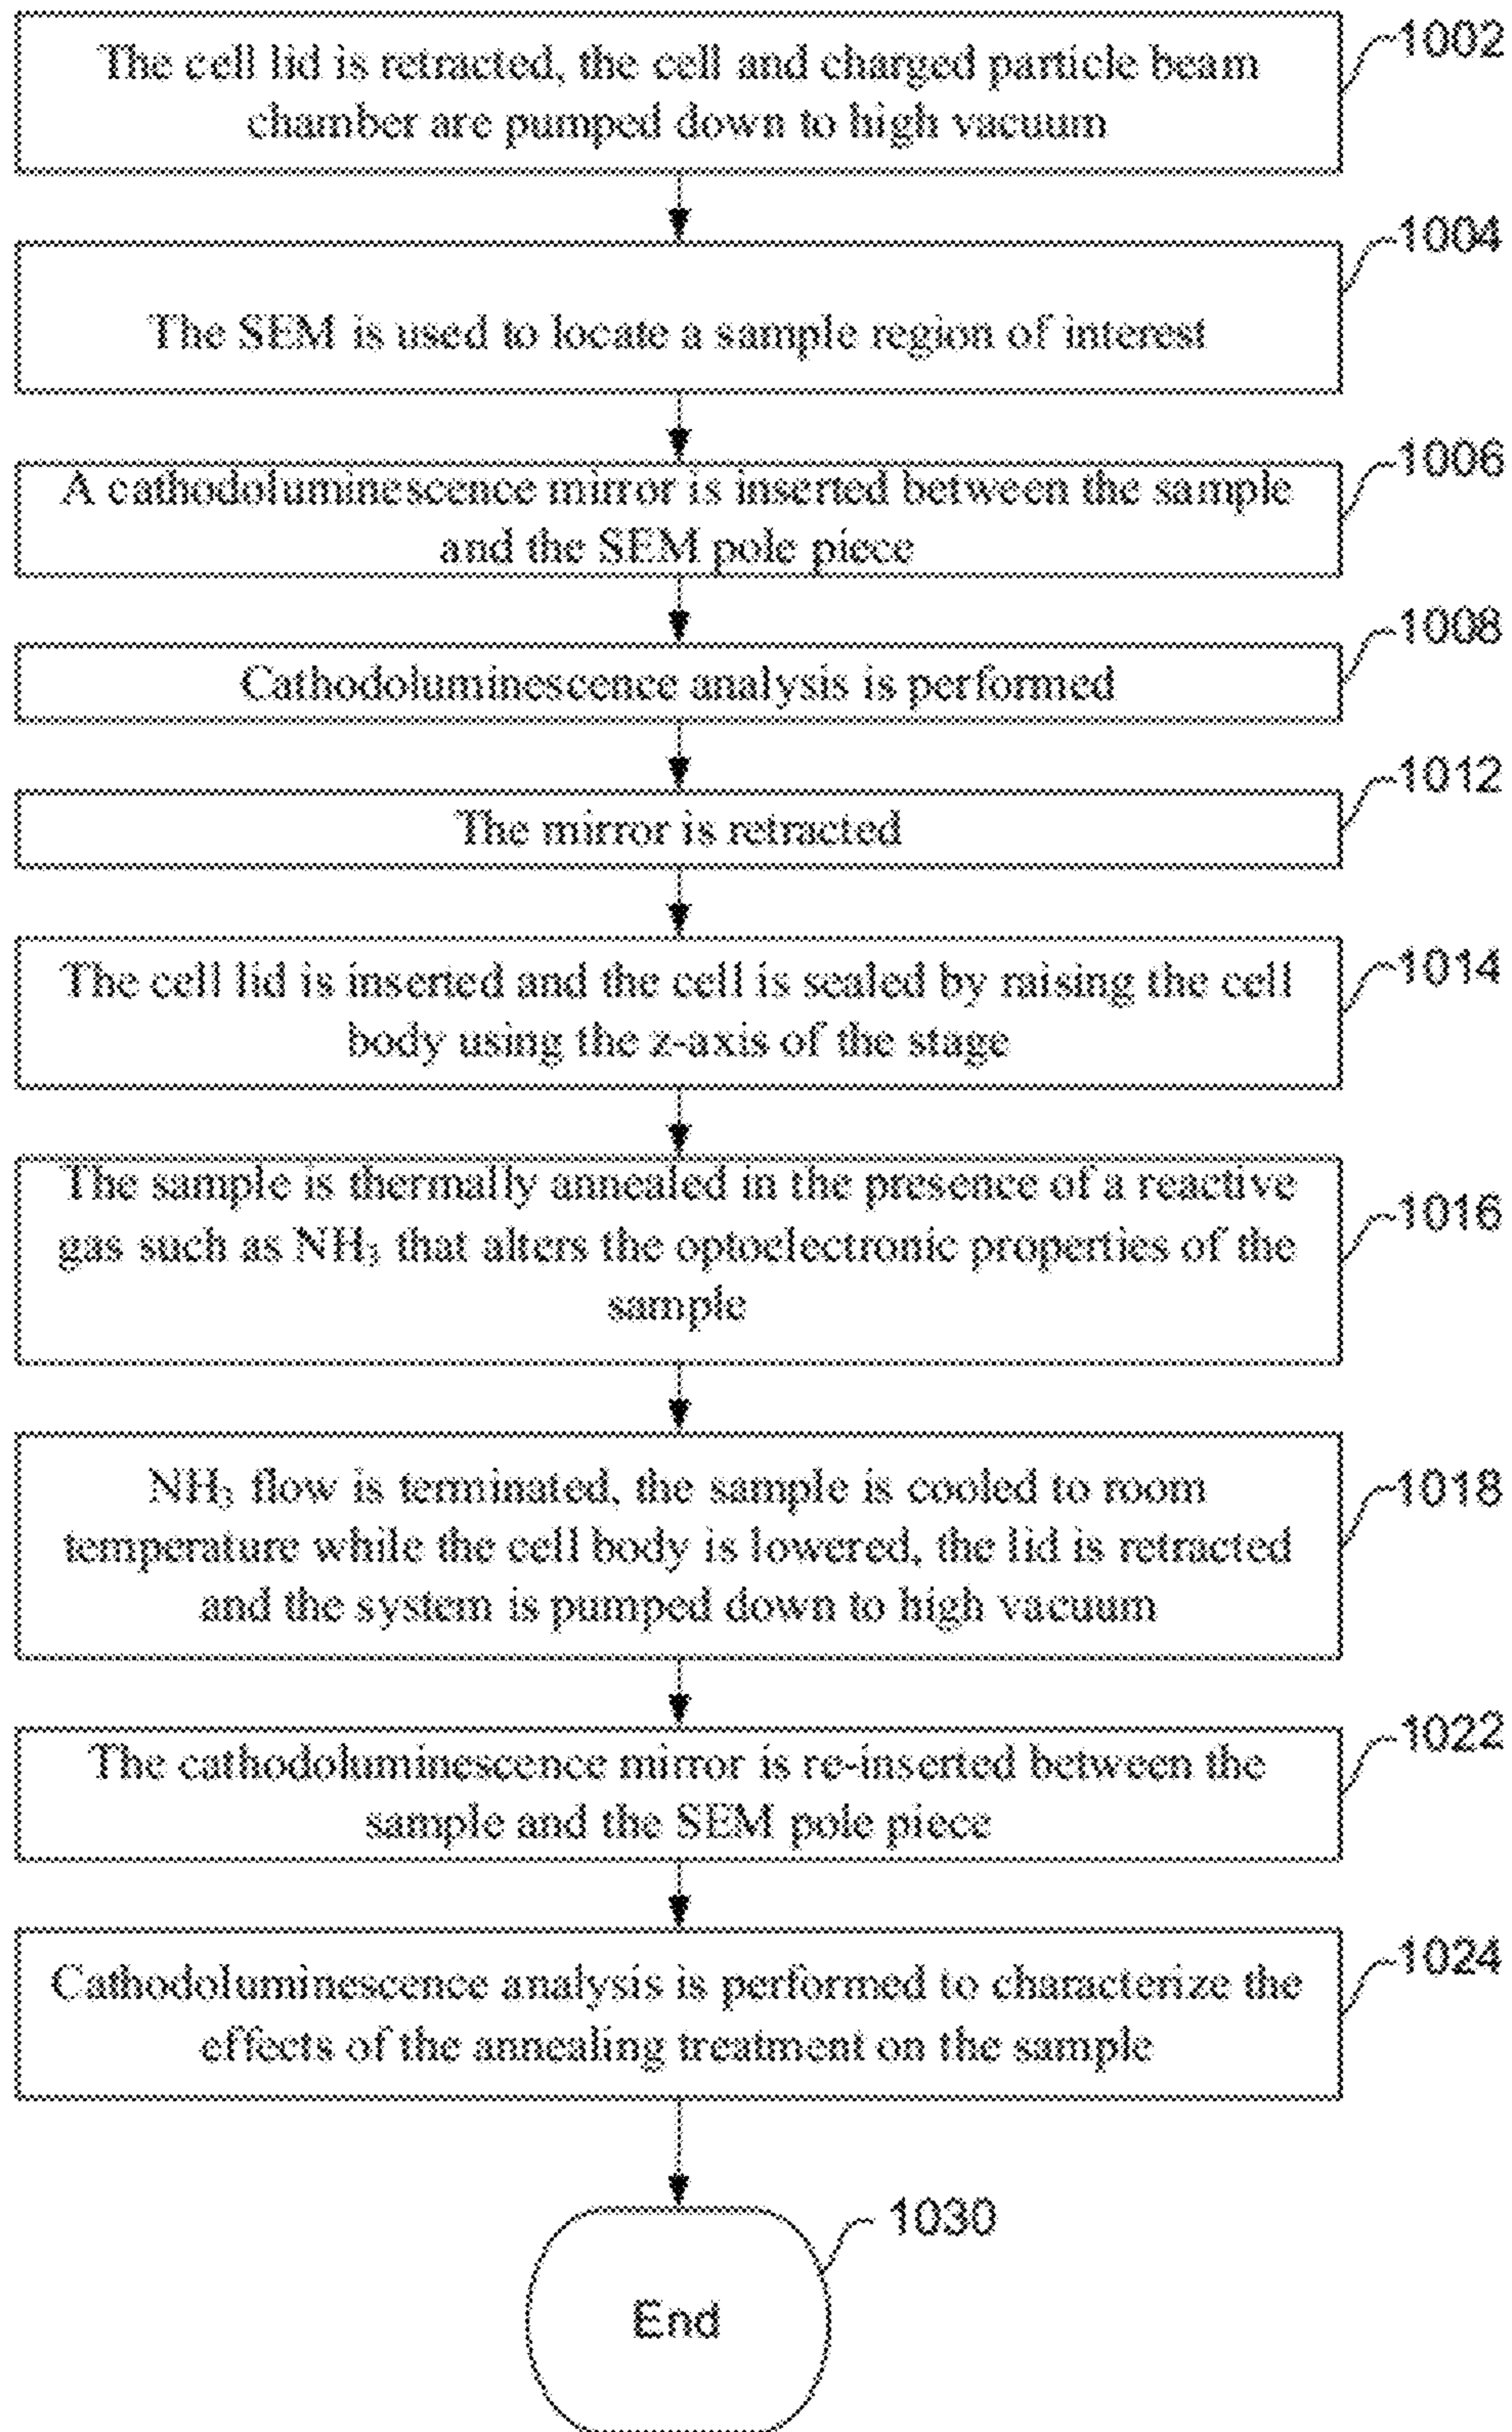 The cell lid is retracted, the cell and charged particle beam
chamber are pumped down to high vacuum
1002
The SEM is used to locate a sample region of interest
1004
A cathodoluminescence mirror is inserted between the sample
and the SEM pole piece
1006
Cathodoluminescence analysis is performed
1008
The mirror is retracted
1012
The cell lid is inserted and the cell is sealed by raising the cell
body using the z-axis of the stage
1014
The sample is thermally annealed in the presence of a reactive
gas such as NH₃ that alters the optoelectronic properties of the
sample
1016
NH₃ flow is terminated, the sample is cooled to room
temperature while the cell body is lowered, the lid is retracted
and the system is pumped down to high vacuum
1018
The cathodoluminescence mirror is re-inserted between the
sample and the SEM pole piece
1022
Cathodoluminescence analysis is performed to characterize the
effects of the annealing treatment on the sample
1024
End
1030